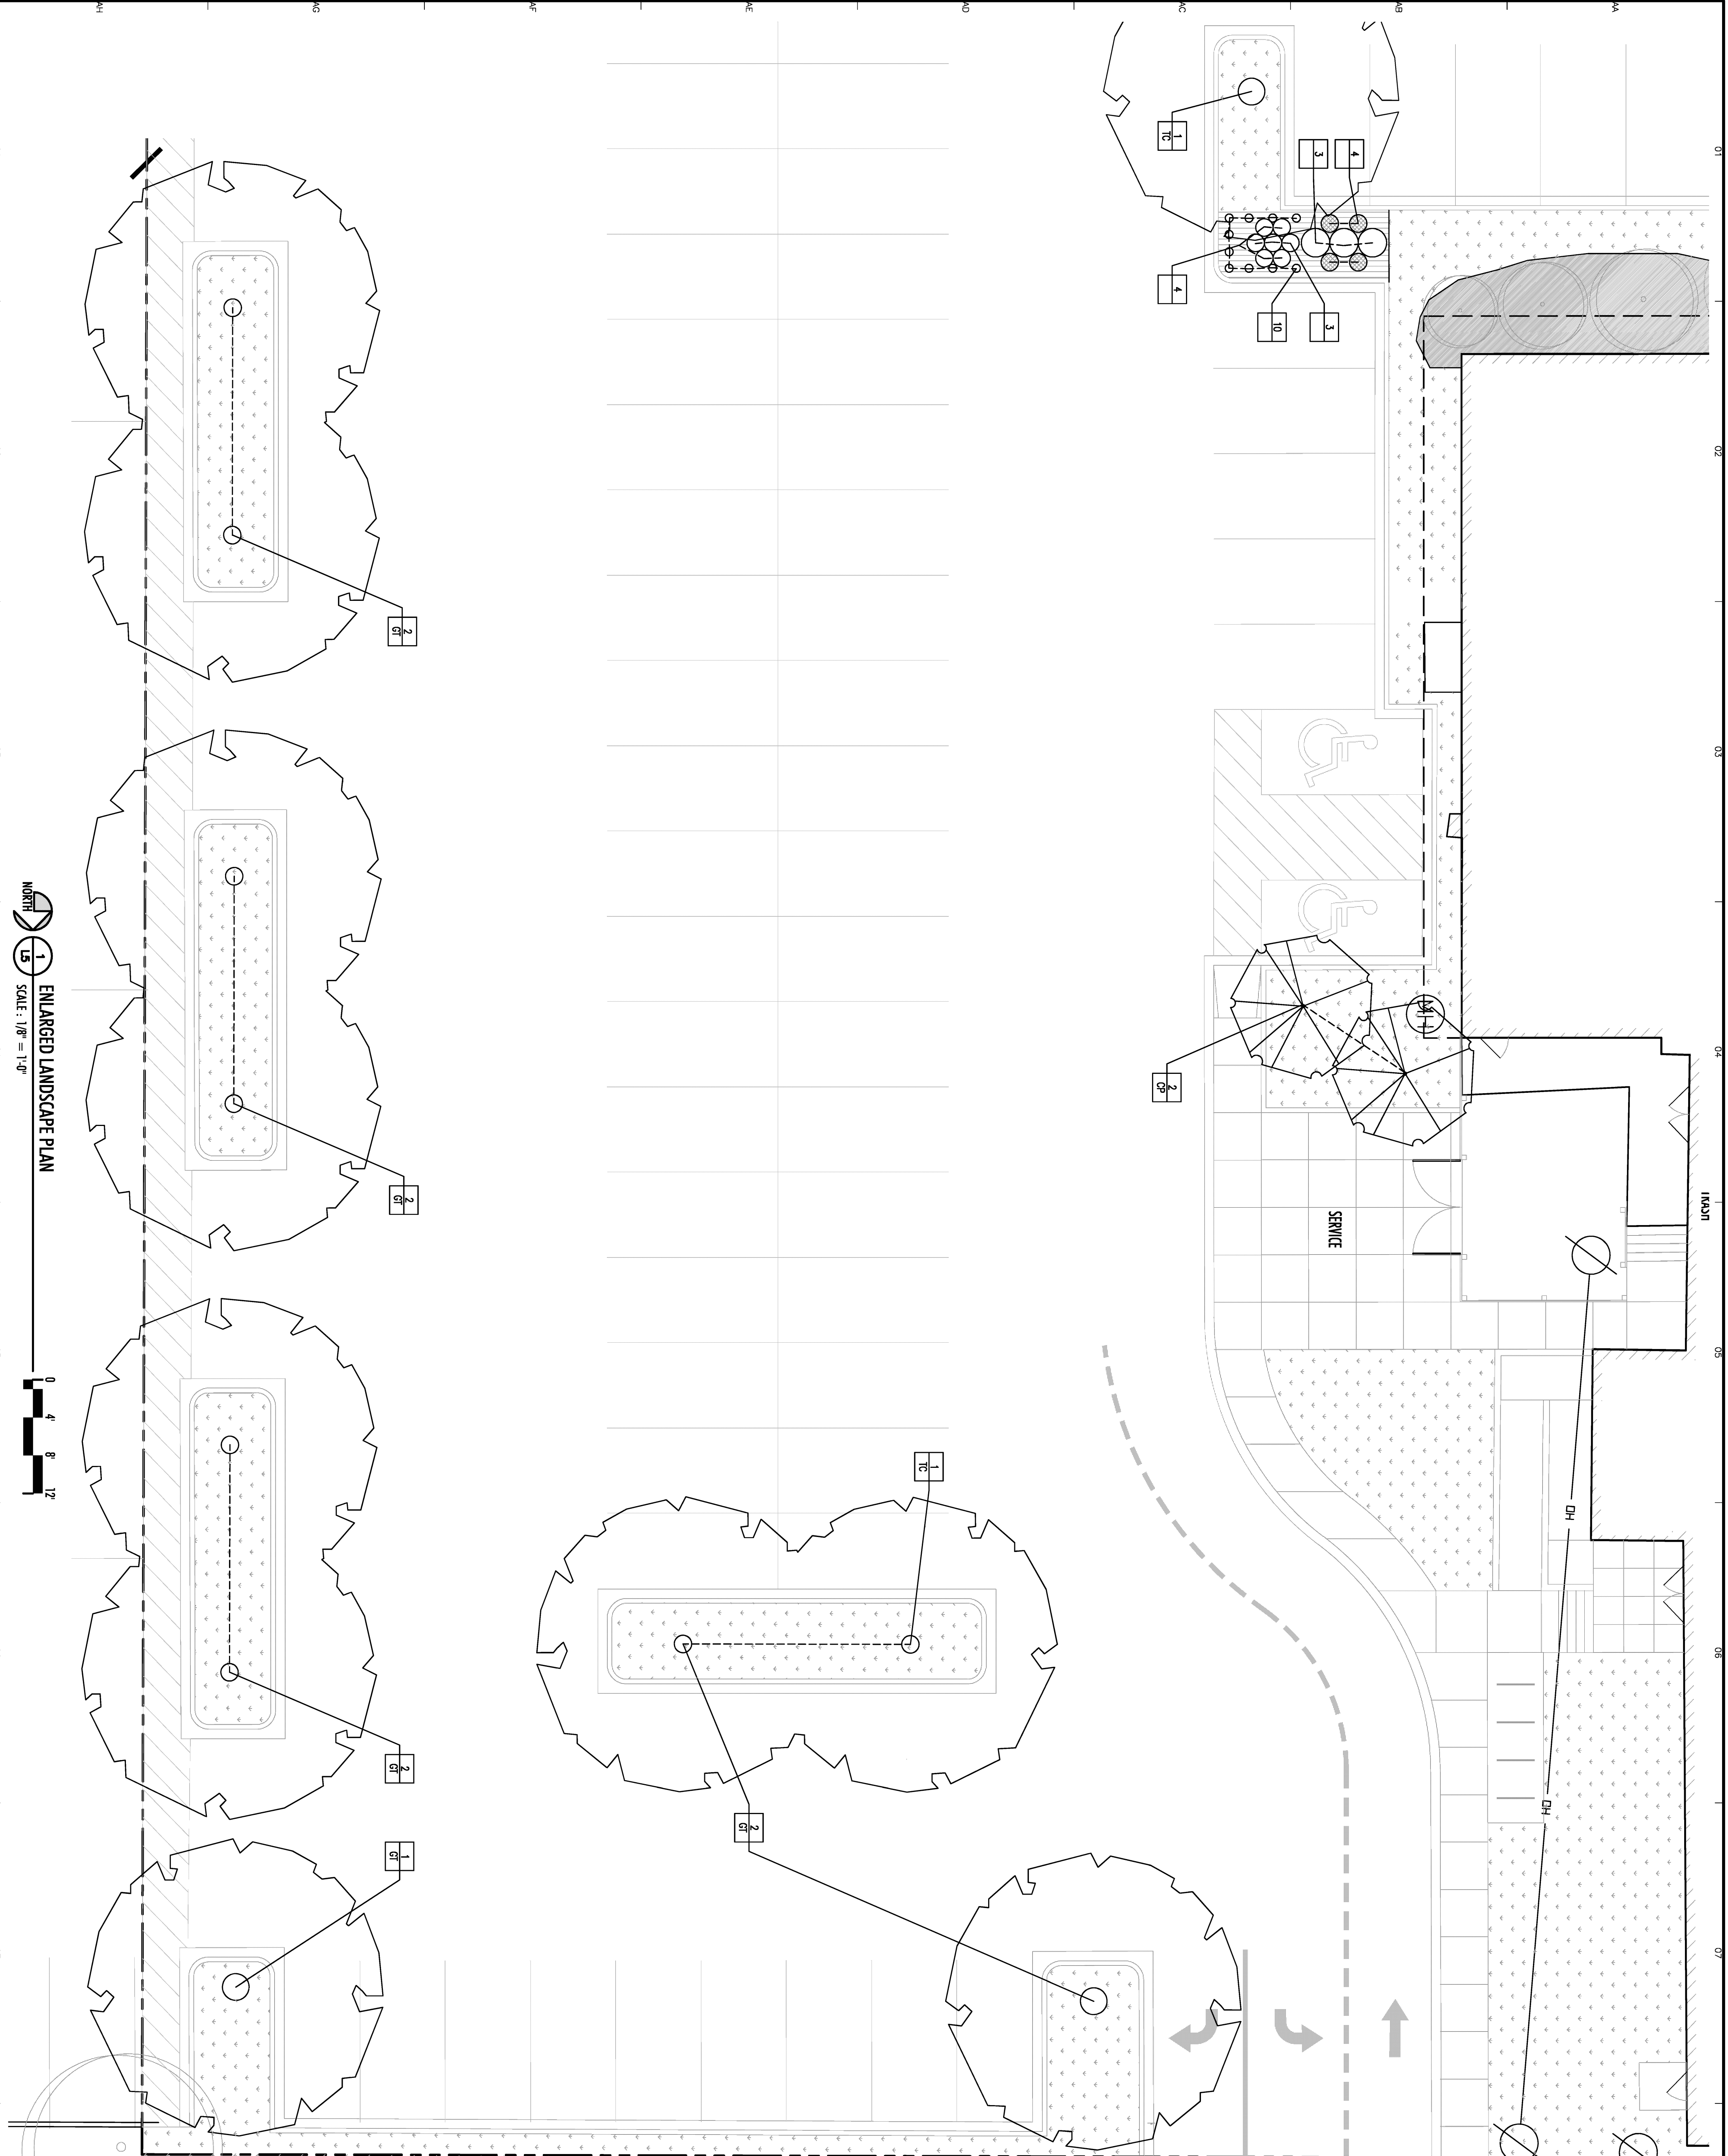 AH
AG
AF
AE
AD
AC
AB
AA
01
02
03
04
05
06
07
1
TC
3
4
4
10
3
2
GT
2
GT
2
CP
SERVICE
TRASH
OH
OH
1
TC
2
GT
2
GT
1
GT
NORTH
1
L5
ENLARGED LANDSCAPE PLAN
SCALE : 1/8" = 1'-0"
0 4' 8' 12'